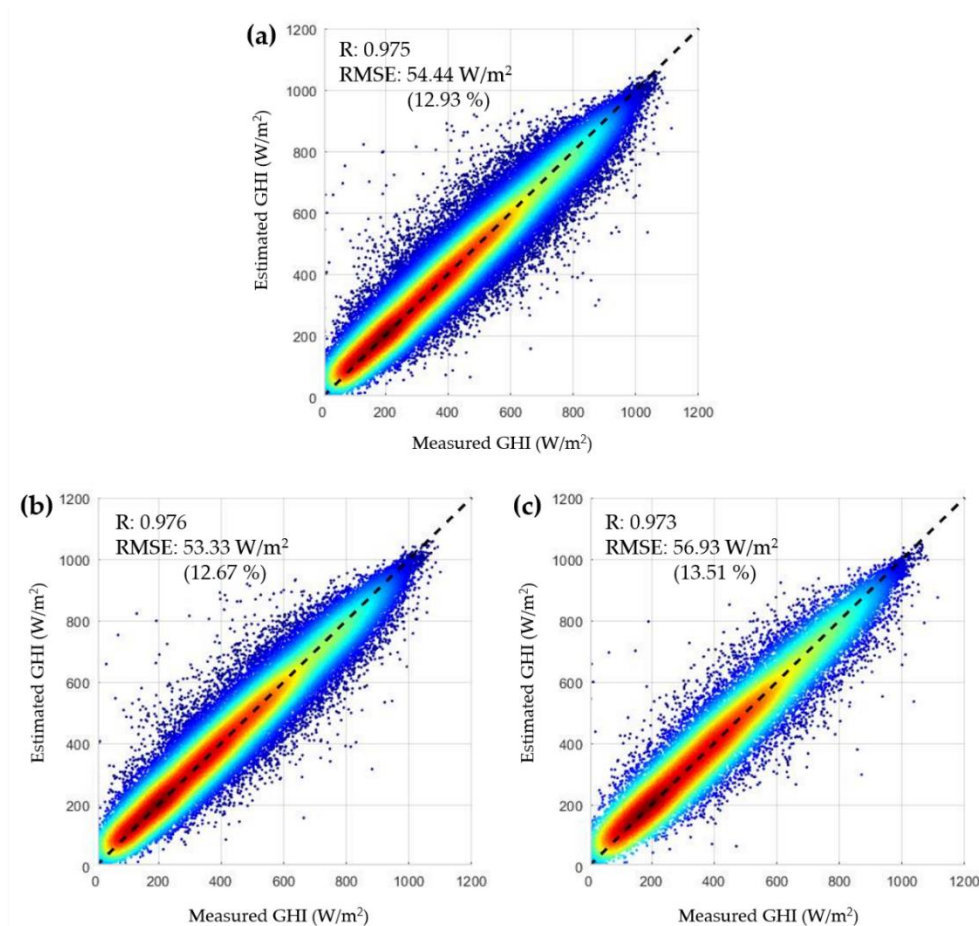 (a)
R: 0.975
RMSE: 54.44 W/m²
(12.93 %)
1200
1000
800
600
400
200
0
Estimated GHI (W/m²)
0 200 400 600 800 1000 1200
Measured GHI (W/m²)
(b)
R: 0.976
RMSE: 53.33 W/m²
(12.67 %)
1200
1000
800
600
400
200
0
Estimated GHI (W/m²)
0 200 400 600 800 1000 1200
Measured GHI (W/m²)
(c)
R: 0.973
RMSE: 56.93 W/m²
(13.51 %)
1200
1000
800
600
400
200
0
Estimated GHI (W/m²)
0 200 400 600 800 1000 1200
Measured GHI (W/m²)